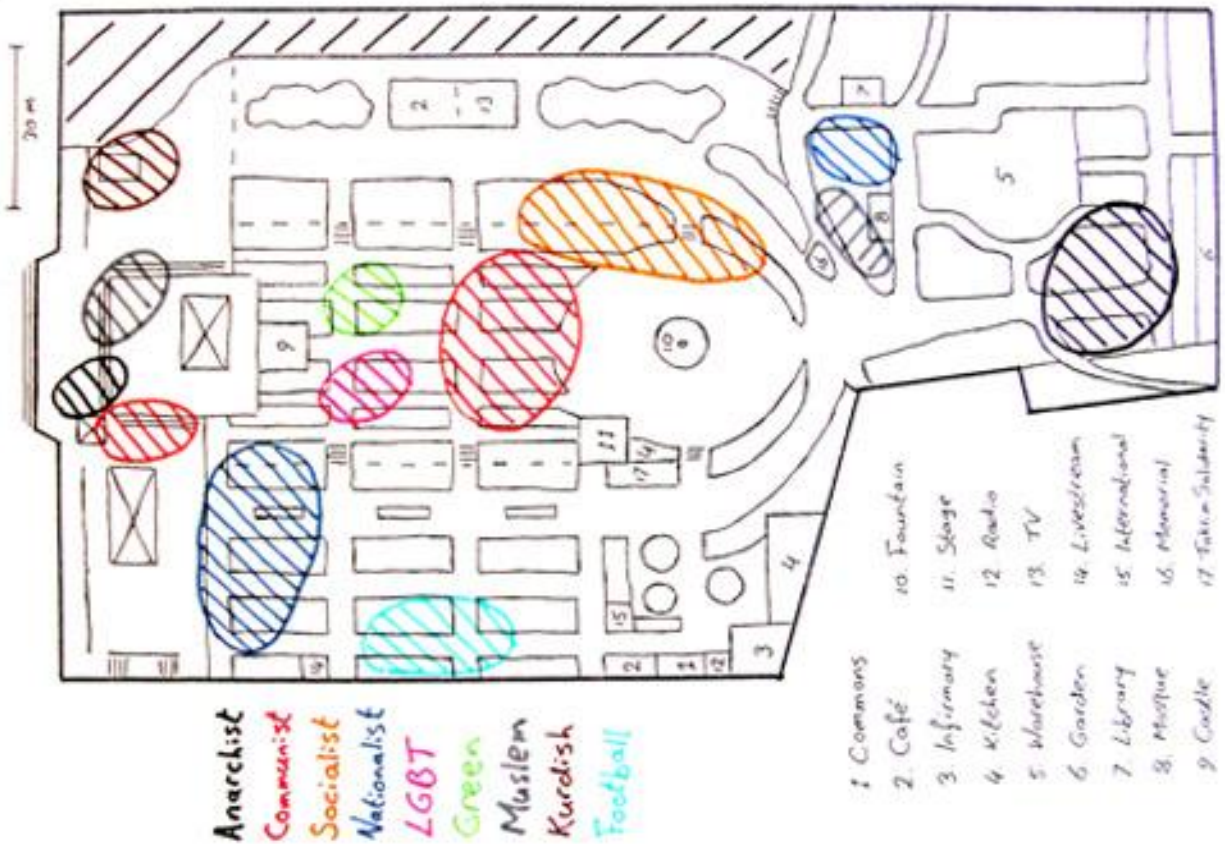 20 m
2
13
7
5
8
16
6
9
10
11
14
17
4
15
3
2
1
12
14
Anarchist
Communist
Socialist
Nationalist
LGBT
Green
Muslem
Kurdish
Football
1 Commons
2. Café
3. Infirmary
4. Kitchen
5. Warehouse
6 Garden
7. Library
8. Mosque
9
10. Fountain
11. Stage
12 Radio
13. TV
14. Livestream
15 International
16. Memorial
17. Solidarity